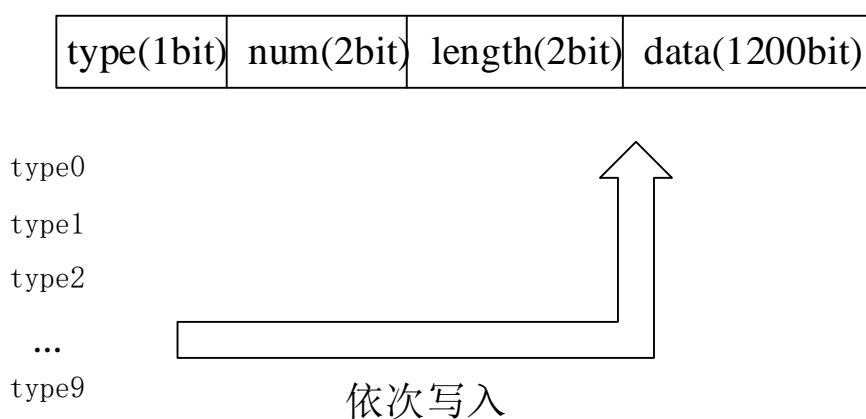 type(1bit) num(2bit) length(2bit) data(1200bit)
type0
type1
type2
...
type9
依次写入